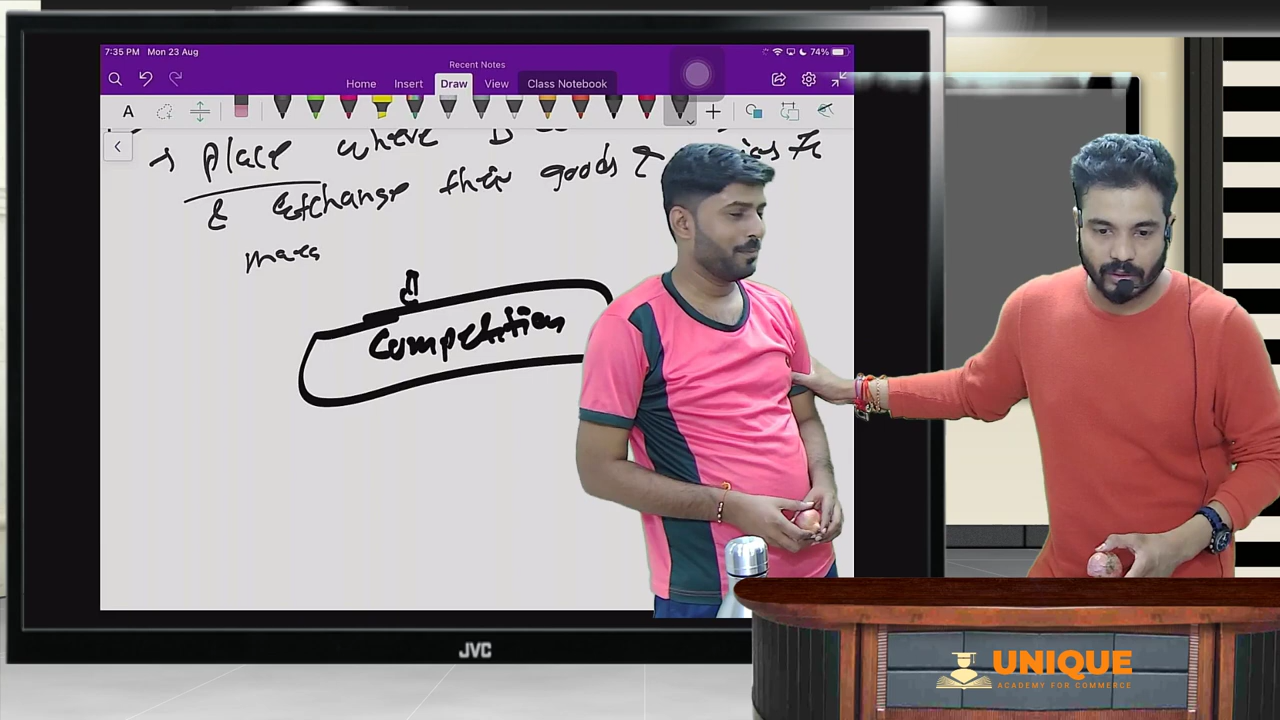 7:35 PM Mon 23 Aug
74%
Recent Notes
Home Insert Draw View Class Notebook
A
place where
& exchange their goods &
Competition
JVC
UNIQUE
ACADEMY FOR COMMERCE